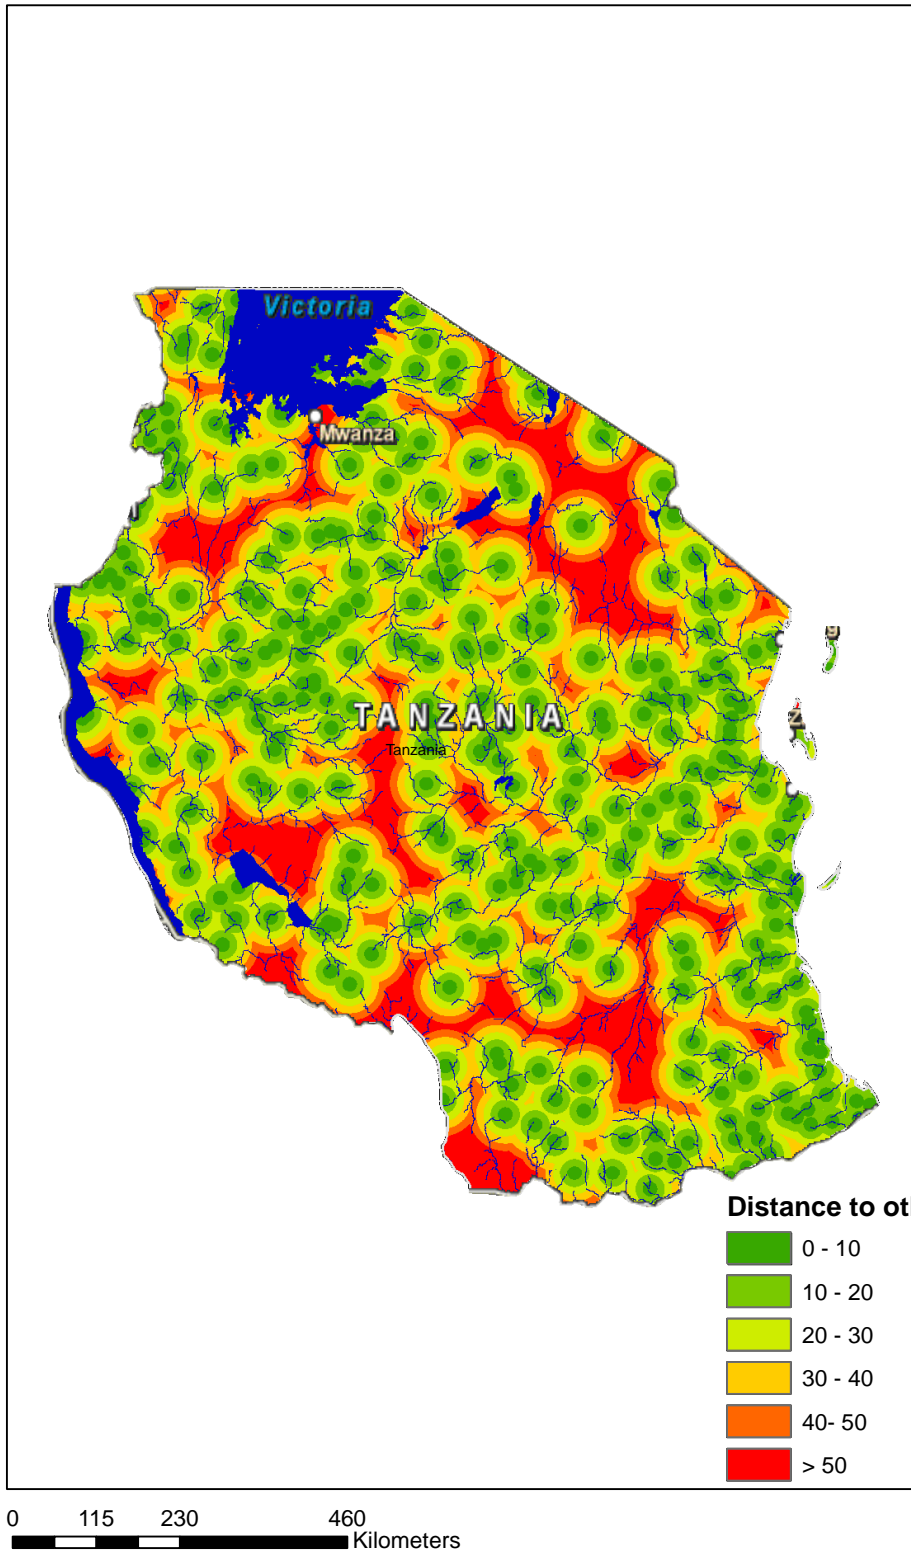 Victoria
Mwanza
TANZANIA
Tanzania
Z
Distance to ot
0 - 10
10 - 20
20 - 30
30 - 40
40- 50
> 50
0 115 230 460
Kilometers